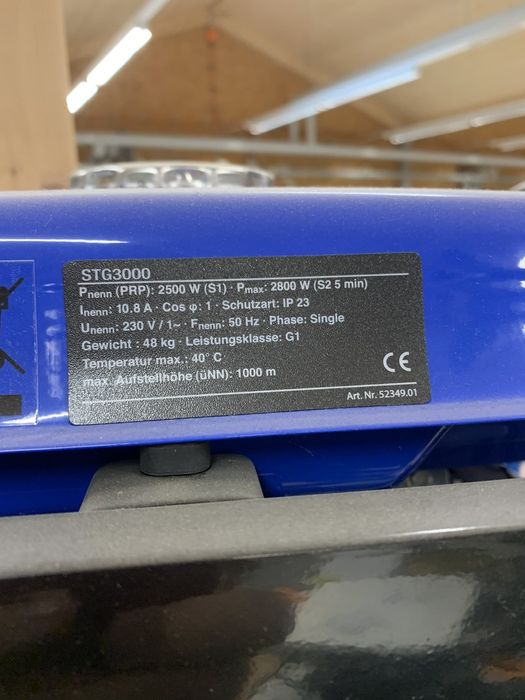 STG3000
Pnenn (PRP): 2500 W (S1) · Pmax: 2800 W (S2 5 min)
Inenn: 10.8 A · Cos φ: 1 · Schutzart: IP 23
Unenn: 230 V / 1~ · Fnenn: 50 Hz · Phase: Single
Gewicht : 48 kg · Leistungsklasse: G1
Temperatur max.: 40° C
max. Aufstellhöhe (üNN): 1000 m
CE
Art. Nr. 52349.01